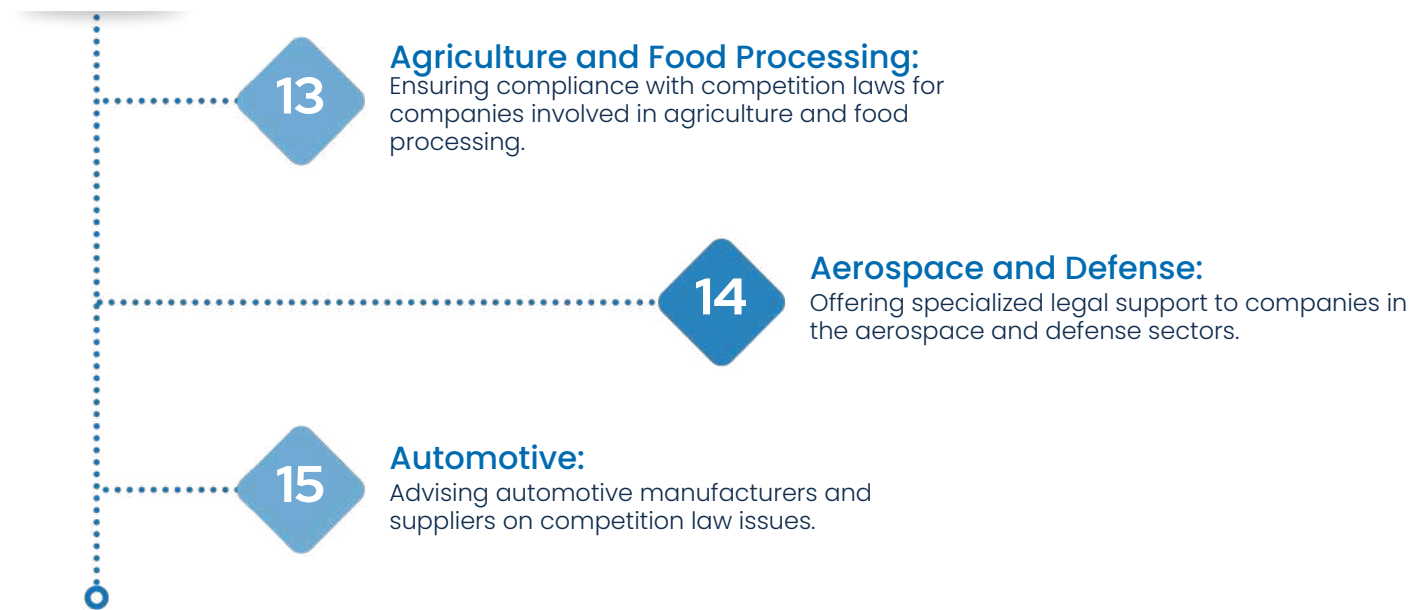 13
Agriculture and Food Processing:
Ensuring compliance with competition laws for
companies involved in agriculture and food
processing.
14
Aerospace and Defense:
Offering specialized legal support to companies in
the aerospace and defense sectors.
15
Automotive:
Advising automotive manufacturers and
suppliers on competition law issues.